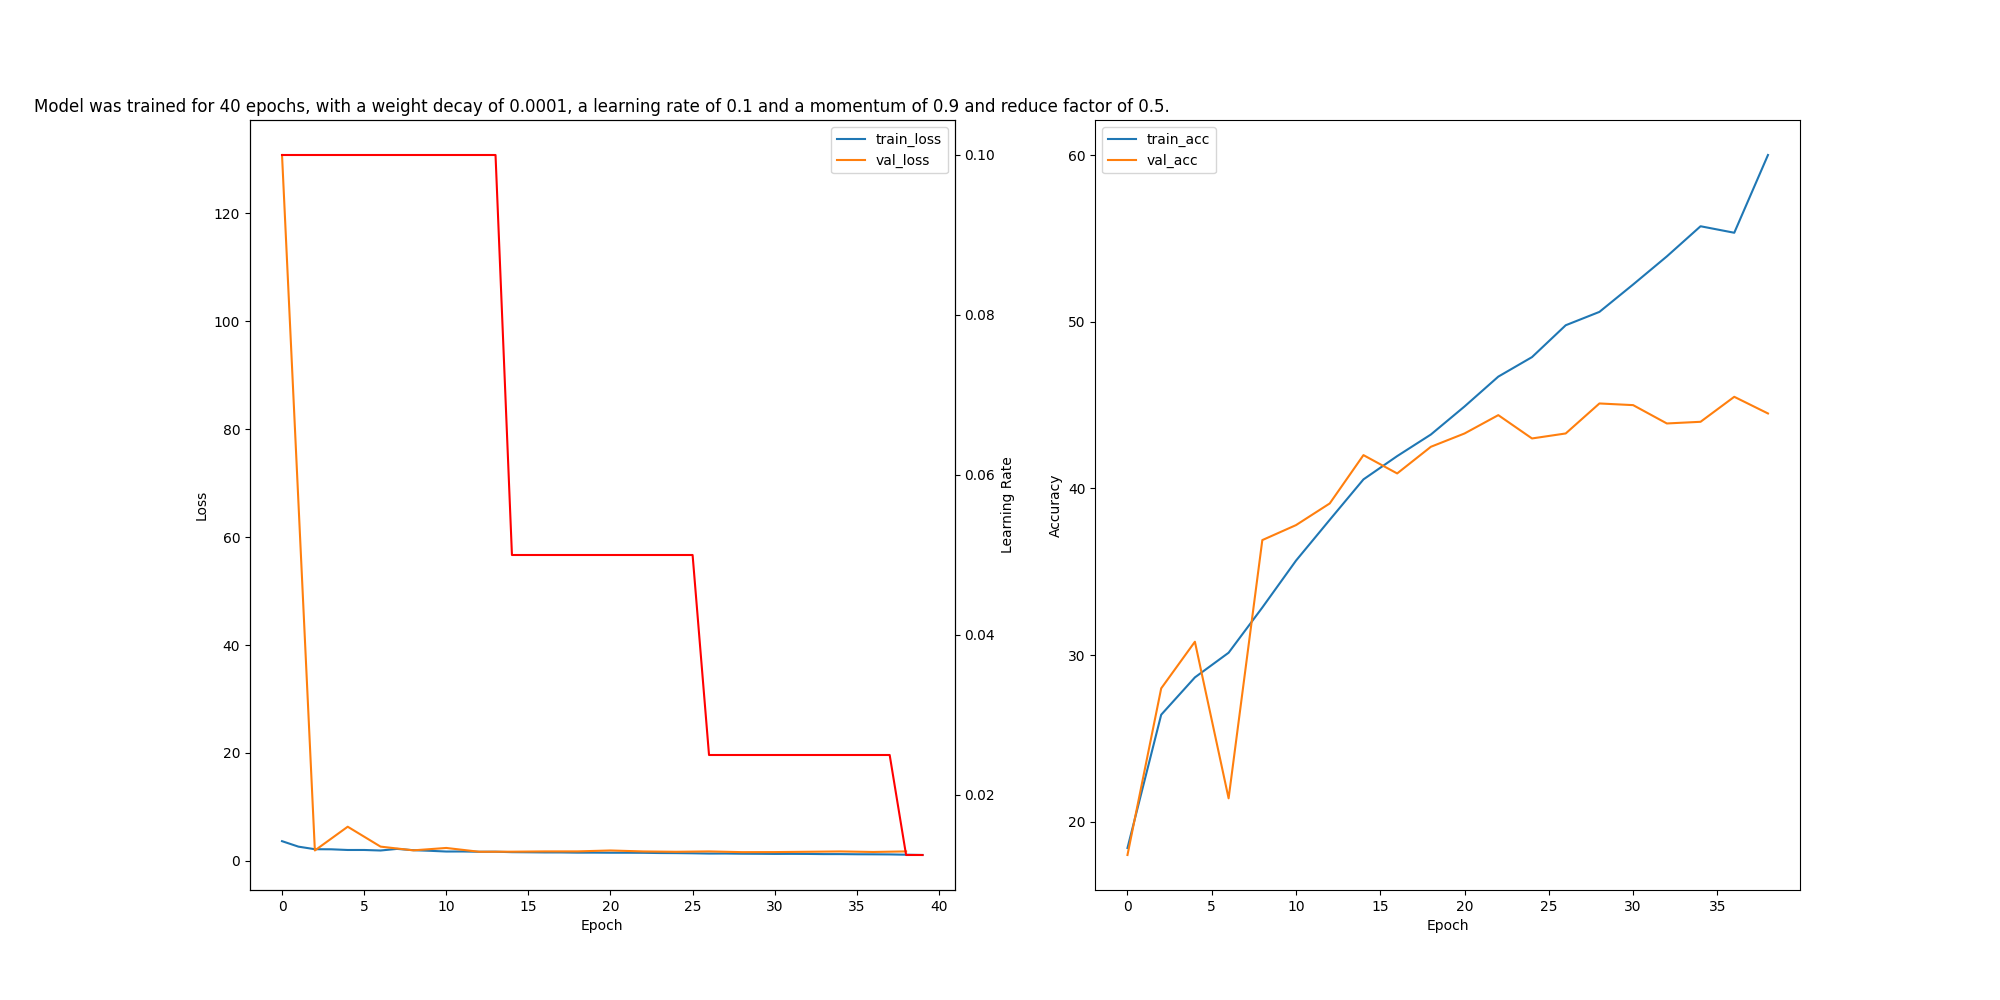 Model was trained for 40 epochs, with a weight decay of 0.0001, a learning rate of 0.1 and a momentum of 0.9 and reduce factor of 0.5.
train_loss
val_loss
120
100
80
60
40
20
0
Loss
0 5 10 15 20 25 30 35 40
Epoch
0.10
0.08
0.06
0.04
0.02
Learning Rate
train_acc
val_acc
60
50
40
30
20
Accuracy
0 5 10 15 20 25 30 35
Epoch